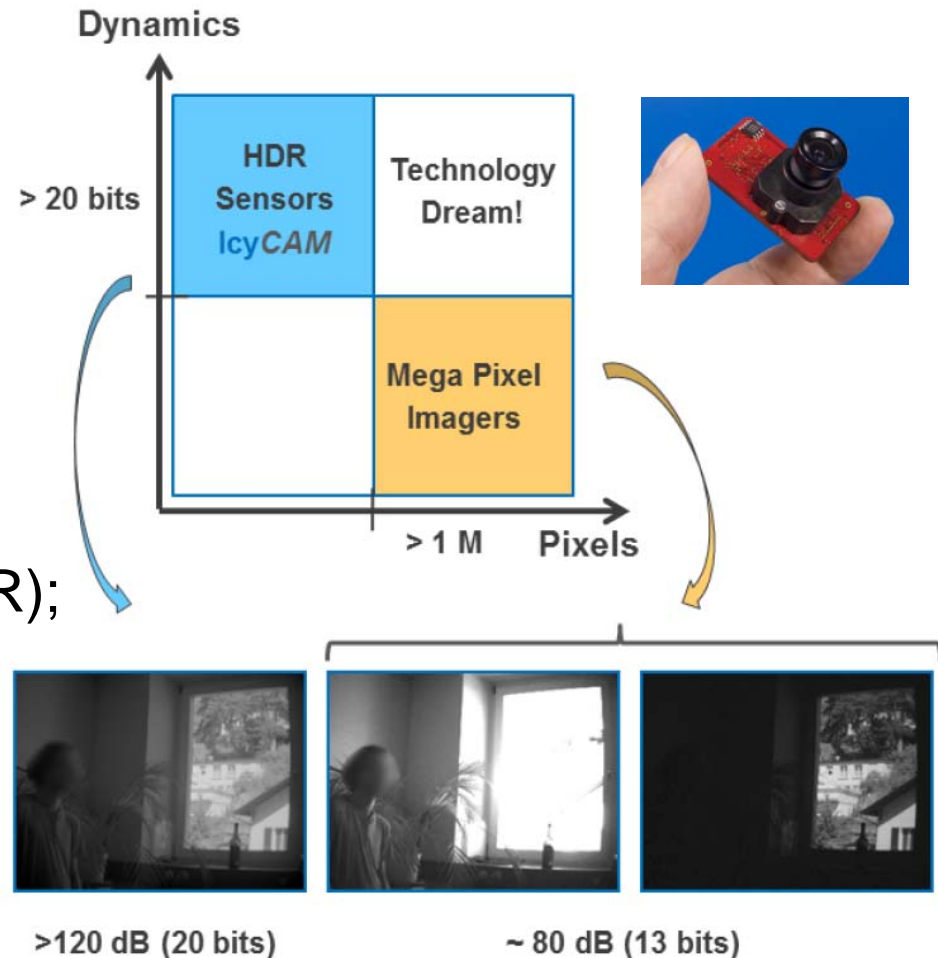 Dynamics
> 20 bits
HDR
Sensors
IcyCAM
Technology
Dream!
Mega Pixel
Imagers
> 1 M
Pixels
R);
>120 dB (20 bits)
~ 80 dB (13 bits)